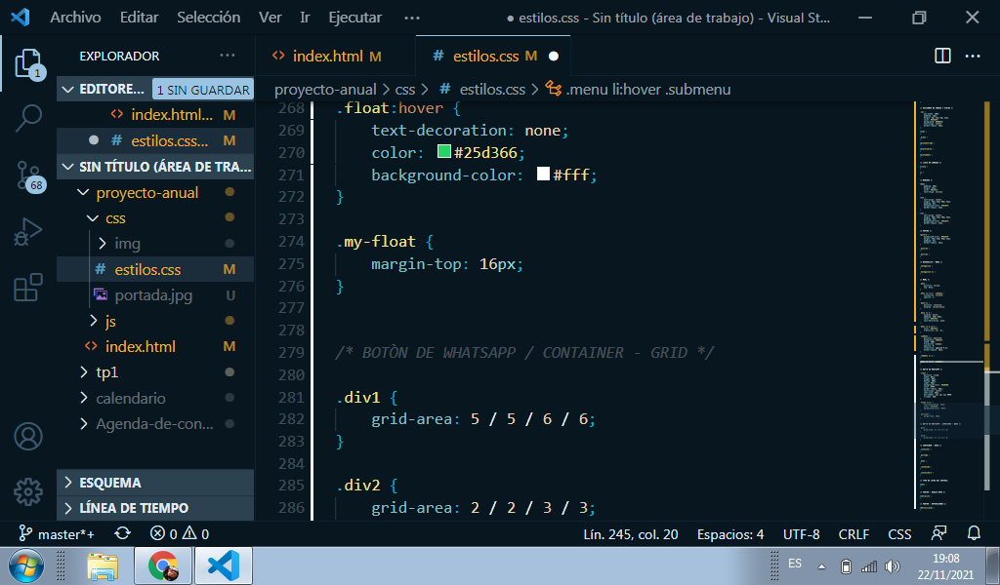 Archivo Editar Selección Ver Ir Ejecutar ··· ● estilos.css - Sin título (área de trabajo) - Visual St...
EXPLORADOR ···
index.html M
# estilos.css M ●
EDITORE... 1 SIN GUARDAR
index.html... M
# estilos.css... M
SIN TÍTULO (ÁREA DE TRA...
proyecto-anual
css
img
# estilos.css M
portada.jpg U
js
index.html M
tp1
calendario
Agenda-de-con...
ESQUEMA
LÍNEA DE TIEMPO
1
68
proyecto-anual > css > # estilos.css > .menu li:hover .submenu
268 .float:hover {
269 text-decoration: none;
270 color: #25d366;
271 background-color: #fff;
272 }
273
274 .my-float {
275 margin-top: 16px;
276 }
277
278
279 /* BOTÒN DE WHATSAPP / CONTAINER - GRID */
280
281 .div1 {
282 grid-area: 5 / 5 / 6 / 6;
283 }
284
285 .div2 {
286 grid-area: 2 / 2 / 3 / 3;
master*+ 0 0 Lín. 245, col. 20 Espacios: 4 UTF-8 CRLF CSS
ES 19:08
22/11/2021